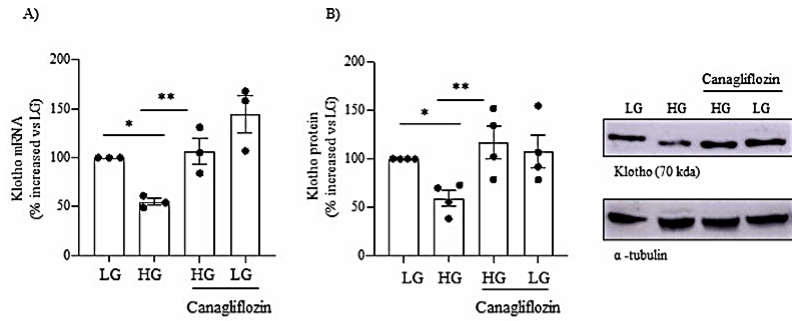 A)
Klotho mRNA
(% increased vs LG)
200
150
100
50
0
*
**
LG HG HG LG
Canagliflozin
B)
Klotho protein
(% increased vs LG)
200
150
100
50
0
*
**
LG HG HG LG
Canagliflozin
Canagliflozin
LG HG HG LG
Klotho (70 kda)
α -tubulin